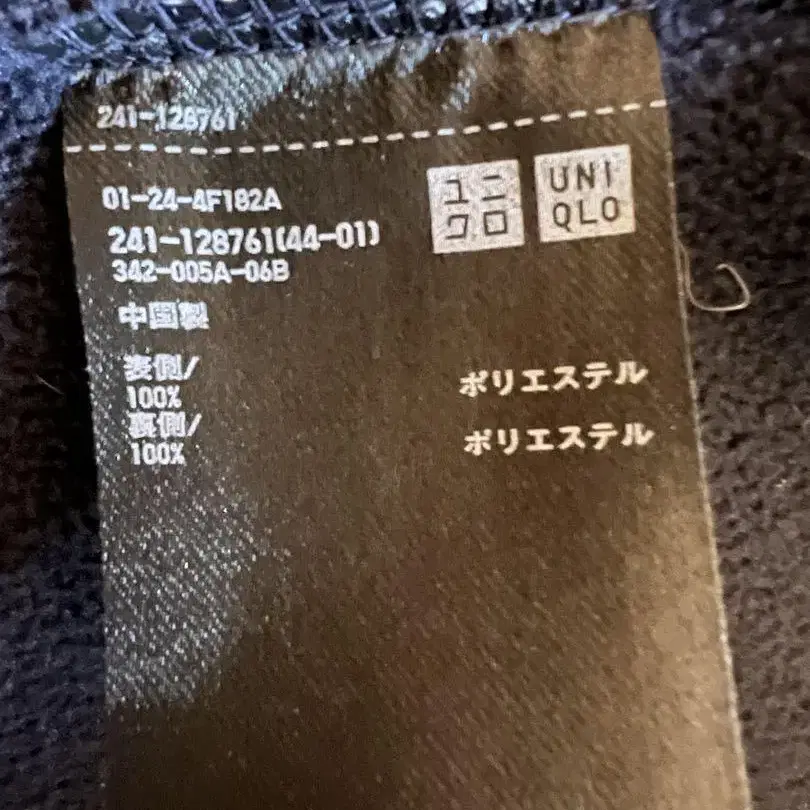 241-128761
01-24-4F182A
241-128761(44-01)
342-005A-06B
中国製
表側/
100% ポリエステル
裏側/
100% ポリエステル
ユニ
クロ
UNI
QLO